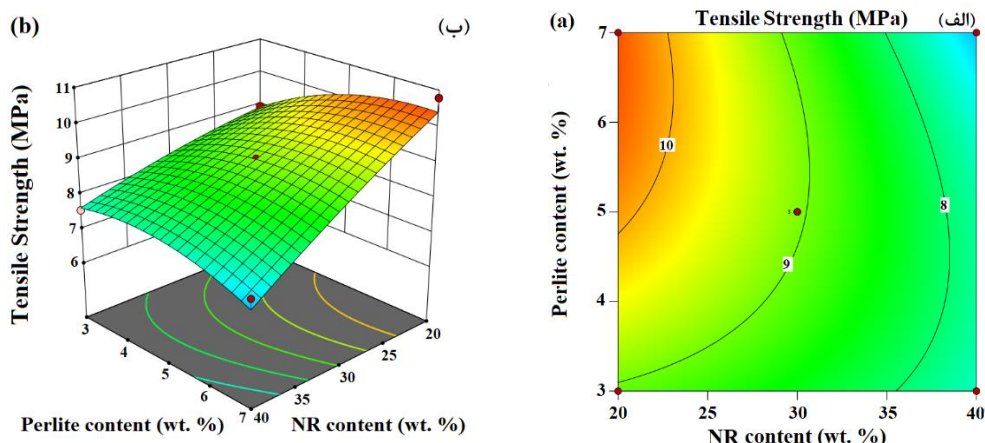 (b)
(ب)
11
10
9
8
7
6
Tensile Strength (MPa)
3
4
5
6
7
40
35
30
25
20
Perlite content (wt. %)
NR content (wt. %)
(a)
Tensile Strength (MPa)
(الف)
7
6
5
4
3
Perlite content (wt. %)
10
9
8
20
25
30
35
40
NR content (wt. %)